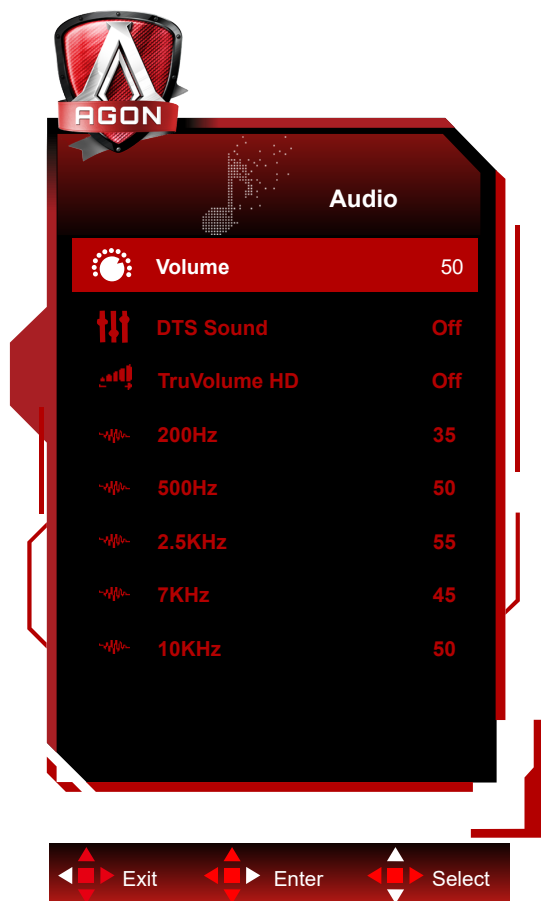 AGON
Audio
Volume 50
DTS Sound Off
TruVolume HD Off
200Hz 35
500Hz 50
2.5KHz 55
7KHz 45
10KHz 50
Exit Enter Select